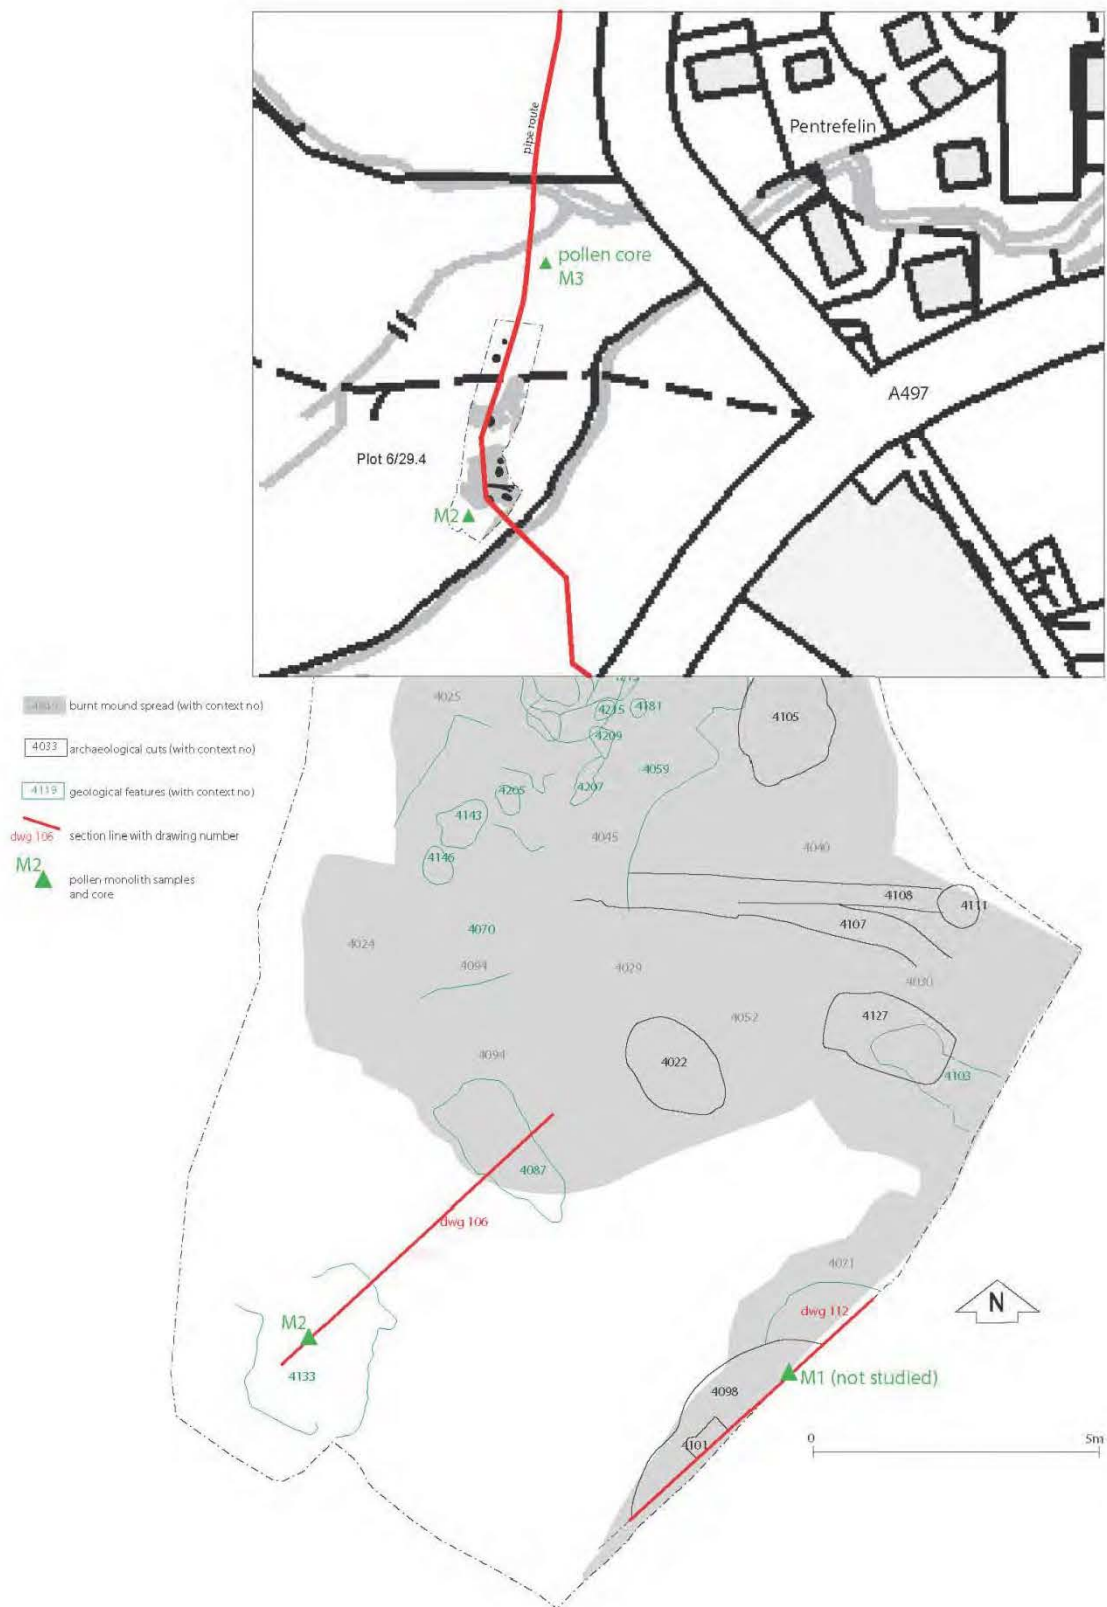 pipe route
Pentrefelin
pollen core
M3
A497
Plot 6/29.4
M2
burnt mound spread (with context no)
4033
archaeological cuts (with context no)
4119
geological features (with context no)
dwg 106
section line with drawing number
M2
pollen monolith samples
and core
4025
4215
4181
4105
4209
4059
4207
4205
4143
4045
4040
4146
4108
4111
4107
4070
4024
4094
4029
4030
4052
4127
4094
4022
4103
4087
dwg 106
4071
dwg 112
N
M2
M1 (not studied)
4133
4098
4101
0
5m